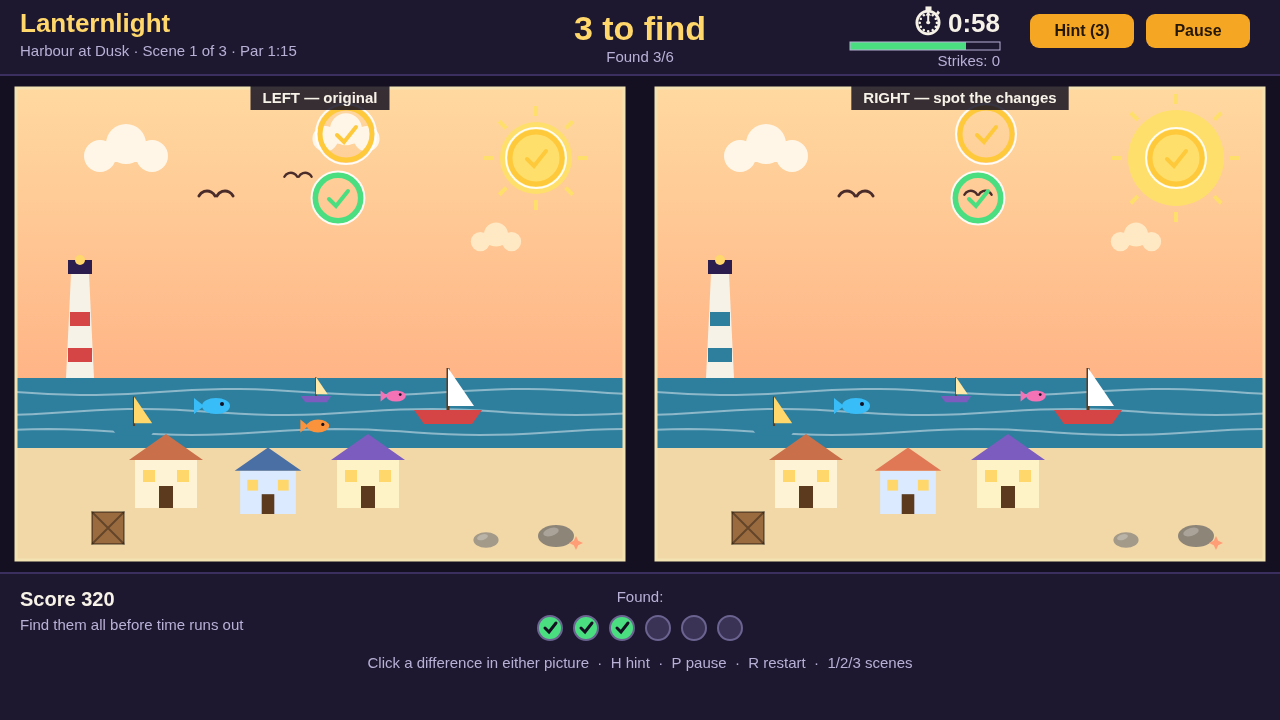 Lanternlight
Harbour at Dusk · Scene 1 of 3 · Par 1:15
3 to find
Found 3/6
0:58
Strikes: 0
Hint (3)
Pause
LEFT — original
RIGHT — spot the changes
Score 320
Find them all before time runs out
Found:
Click a difference in either picture · H hint · P pause · R restart · 1/2/3 scenes